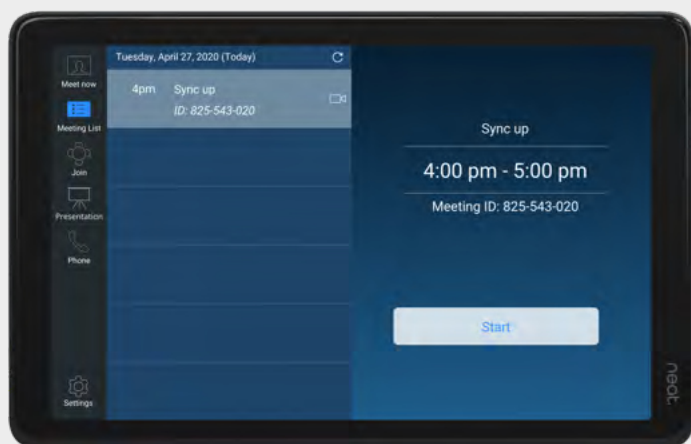 Tuesday, April 27, 2020 (Today)
Meet now
4pm Sync up
ID: 825-543-020
Meeting List
Join
Presentation
Phone
Settings
Sync up
4:00 pm - 5:00 pm
Meeting ID: 825-543-020
Start
neat.